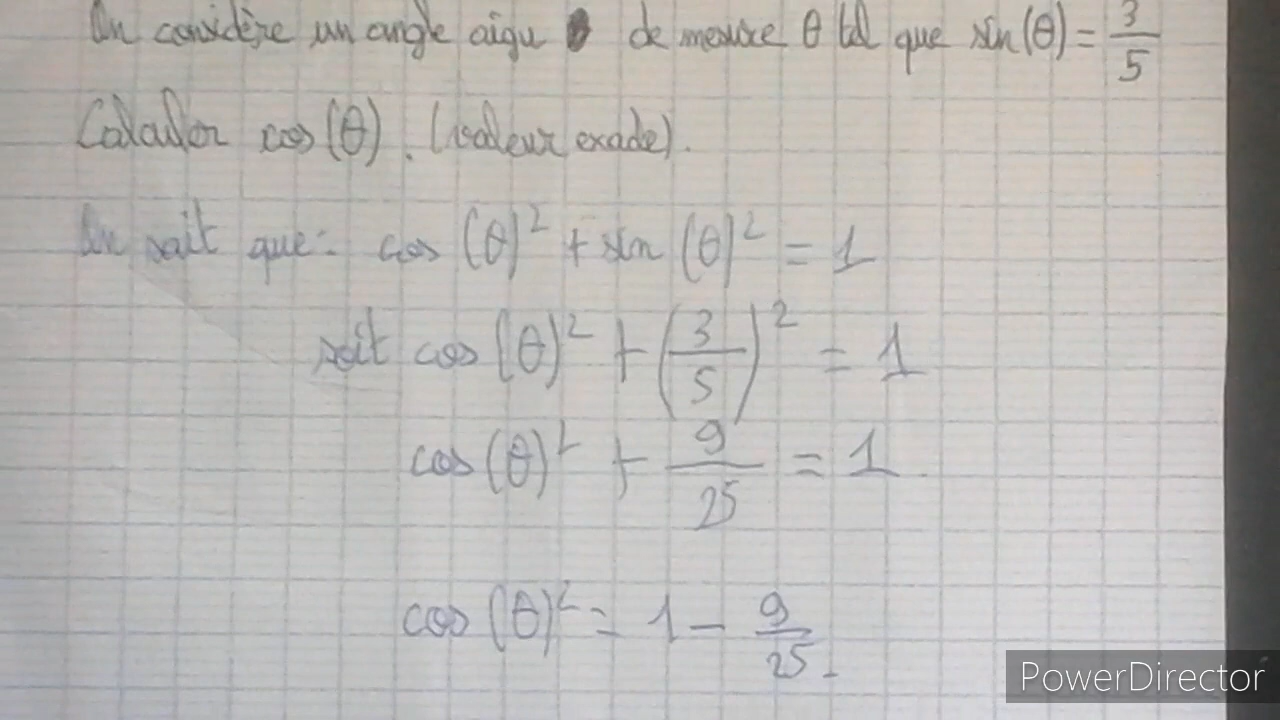 On considère un angle aigu de mesure θ tel que sin(θ) = 3/5
Calculer cos(θ). (valeur exacte).
On sait que: cos(θ)² + sin(θ)² = 1
soit cos(θ)² + (3/5)² = 1
cos(θ)² + 9/25 = 1.
cos(θ)² = 1 - 9/25.
PowerDirector